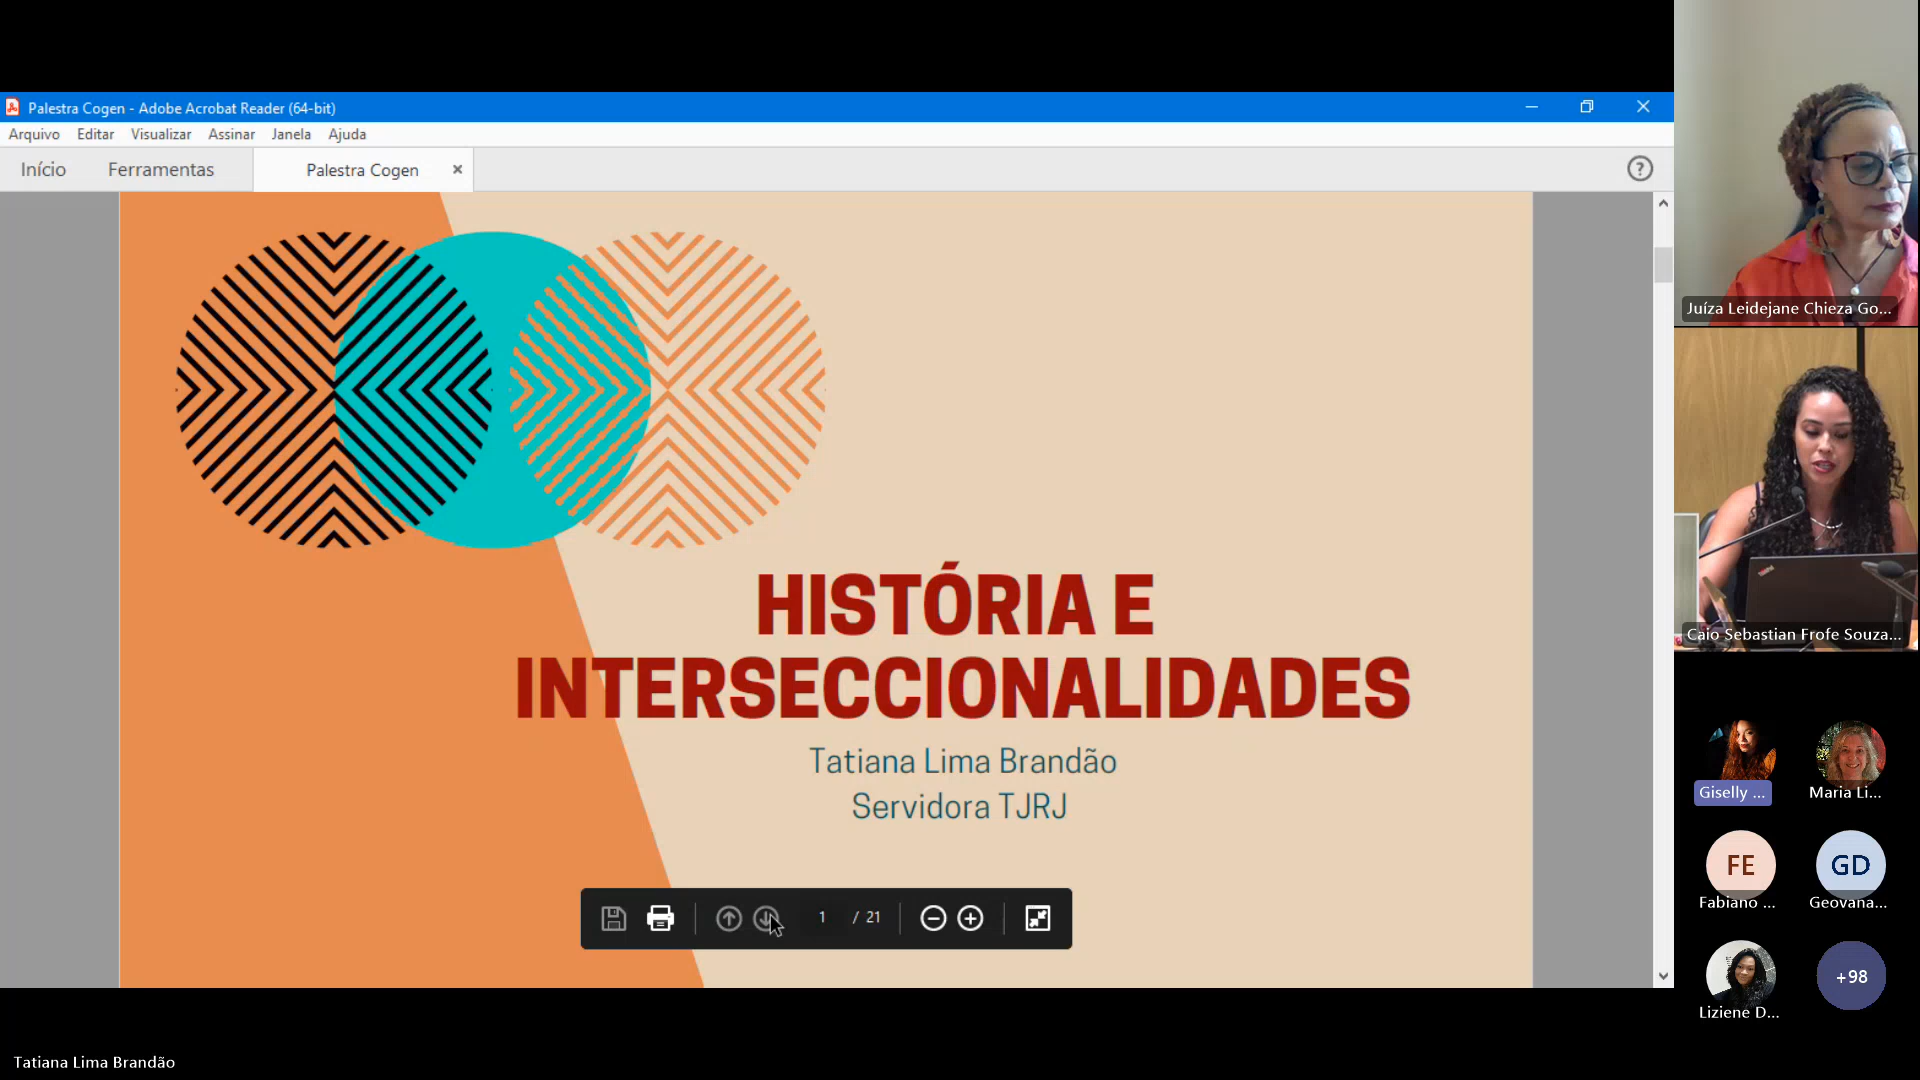 Palestra Cogen - Adobe Acrobat Reader (64-bit)
Arquivo Editar Visualizar Assinar Janela Ajuda
Início Ferramentas Palestra Cogen
HISTÓRIA E
INTERSECCIONALIDADES
Tatiana Lima Brandão
Servidora TJRJ
1 / 21
Tatiana Lima Brandão
Juíza Leidejane Chieza Go...
Caio Sebastian Frofe Souza...
Giselly ... Maria Li...
FE GD
Fabiano ... Geovana...
+98
Liziene D...